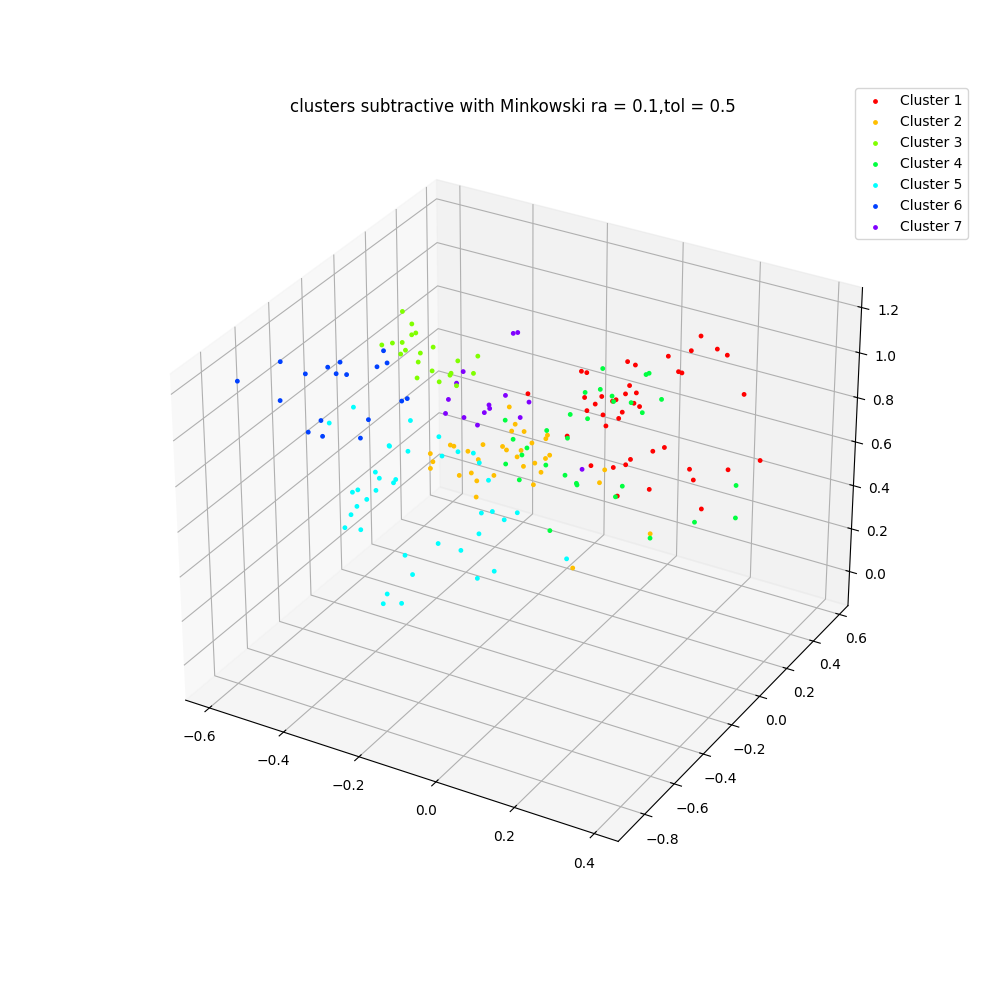 clusters subtractive with Minkowski ra = 0.1,tol = 0.5
Cluster 1
Cluster 2
Cluster 3
Cluster 4
Cluster 5
Cluster 6
Cluster 7
1.2
1.0
0.8
0.6
0.4
0.2
0.0
0.6
0.4
0.2
0.0
−0.2
−0.4
−0.6
−0.8
−0.6
−0.4
−0.2
0.0
0.2
0.4